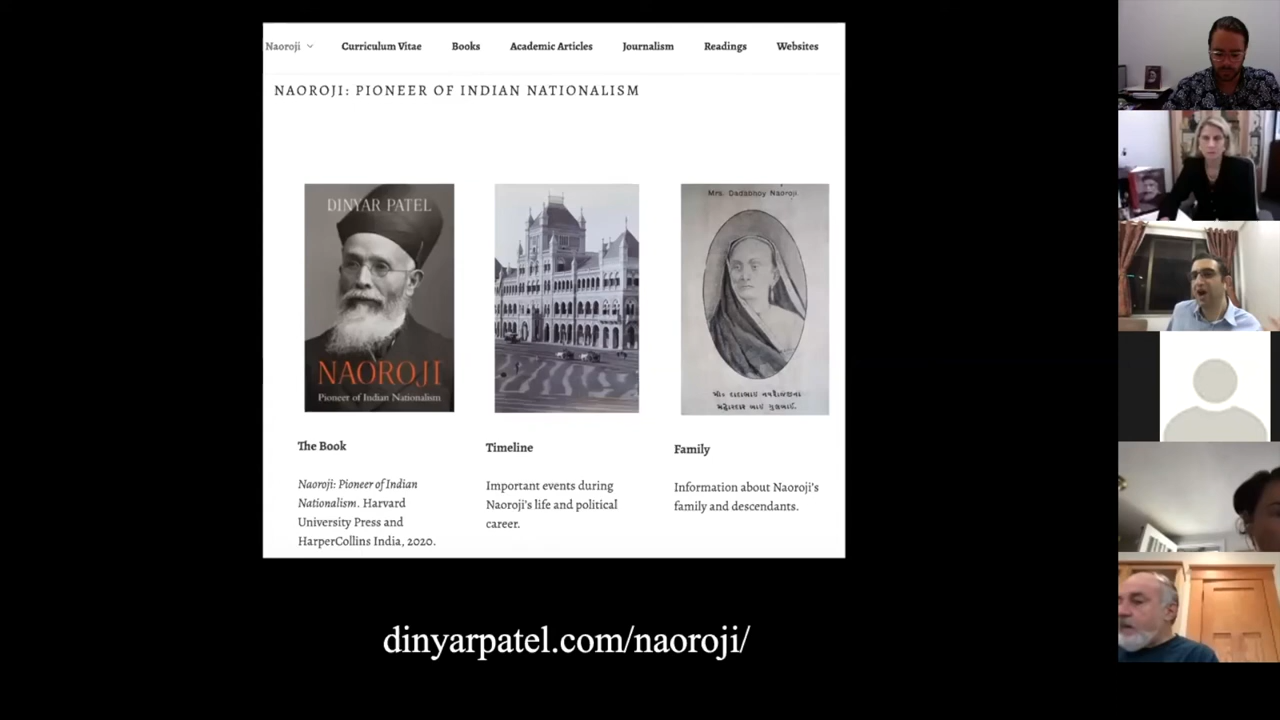 Naoroji
Curriculum Vitae
Books
Academic Articles
Journalism
Readings
Websites
NAOROJI: PIONEER OF INDIAN NATIONALISM
DINYAR PATEL
NAOROJI
Pioneer of Indian Nationalism
Mrs. Dadabhoy Naoroji
મી૦ દાદાભાઇ નવરોજીના
The Book
Naoroji: Pioneer of Indian
Nationalism. Harvard
University Press and
HarperCollins India, 2020.
Timeline
Important events during
Naoroji's life and political
career.
Family
Information about Naoroji's
family and descendants.
dinyarpatel.com/naoroji/